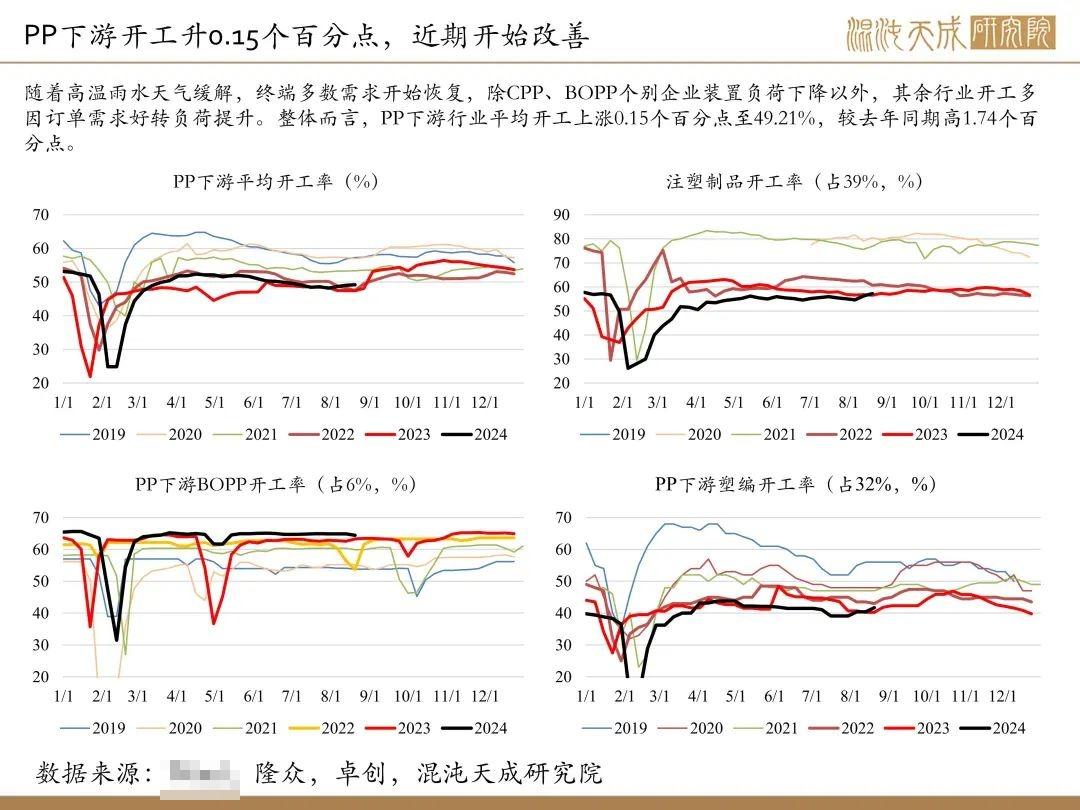 PP下游开工升0.15个百分点，近期开始改善
混沌天成研究院
随着高温雨水天气缓解，终端多数需求开始恢复，除CPP、BOPP个别企业装置负荷下降以外，其余行业开工多
因订单需求好转负荷提升。整体而言，PP下游行业平均开工上涨0.15个百分点至49.21%，较去年同期高1.74个百
分点。
PP下游平均开工率（%）
70
60
50
40
30
20
1/1 2/1 3/1 4/1 5/1 6/1 7/1 8/1 9/1 10/1 11/1 12/1
2019 2020 2021 2022 2023 2024
注塑制品开工率（占39%，%）
90
80
70
60
50
40
30
20
1/1 2/1 3/1 4/1 5/1 6/1 7/1 8/1 9/1 10/1 11/1 12/1
2019 2020 2021 2022 2023 2024
PP下游BOPP开工率（占6%，%）
70
60
50
40
30
20
1/1 2/1 3/1 4/1 5/1 6/1 7/1 8/1 9/1 10/1 11/1 12/1
2019 2020 2021 2022 2023 2024
PP下游塑编开工率（占32%，%）
70
60
50
40
30
20
1/1 2/1 3/1 4/1 5/1 6/1 7/1 8/1 9/1 10/1 11/1 12/1
2019 2020 2021 2022 2023 2024
数据来源： 隆众，卓创，混沌天成研究院